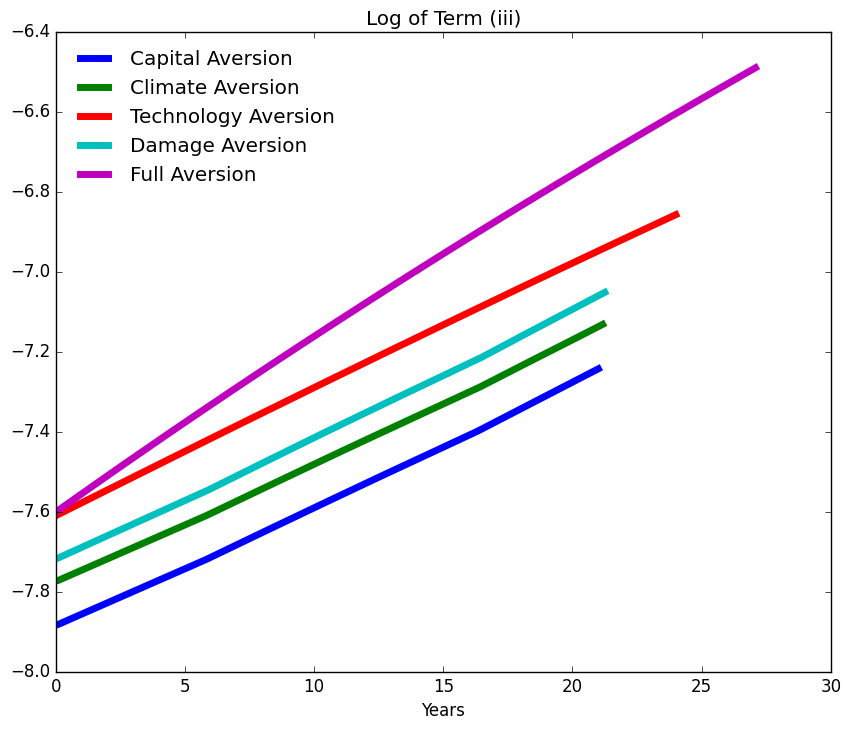 Log of Term (iii)
−6.4
−6.6
−6.8
−7.0
−7.2
−7.4
−7.6
−7.8
−8.0
Capital Aversion
Climate Aversion
Technology Aversion
Damage Aversion
Full Aversion
0 5 10 15 20 25 30
Years